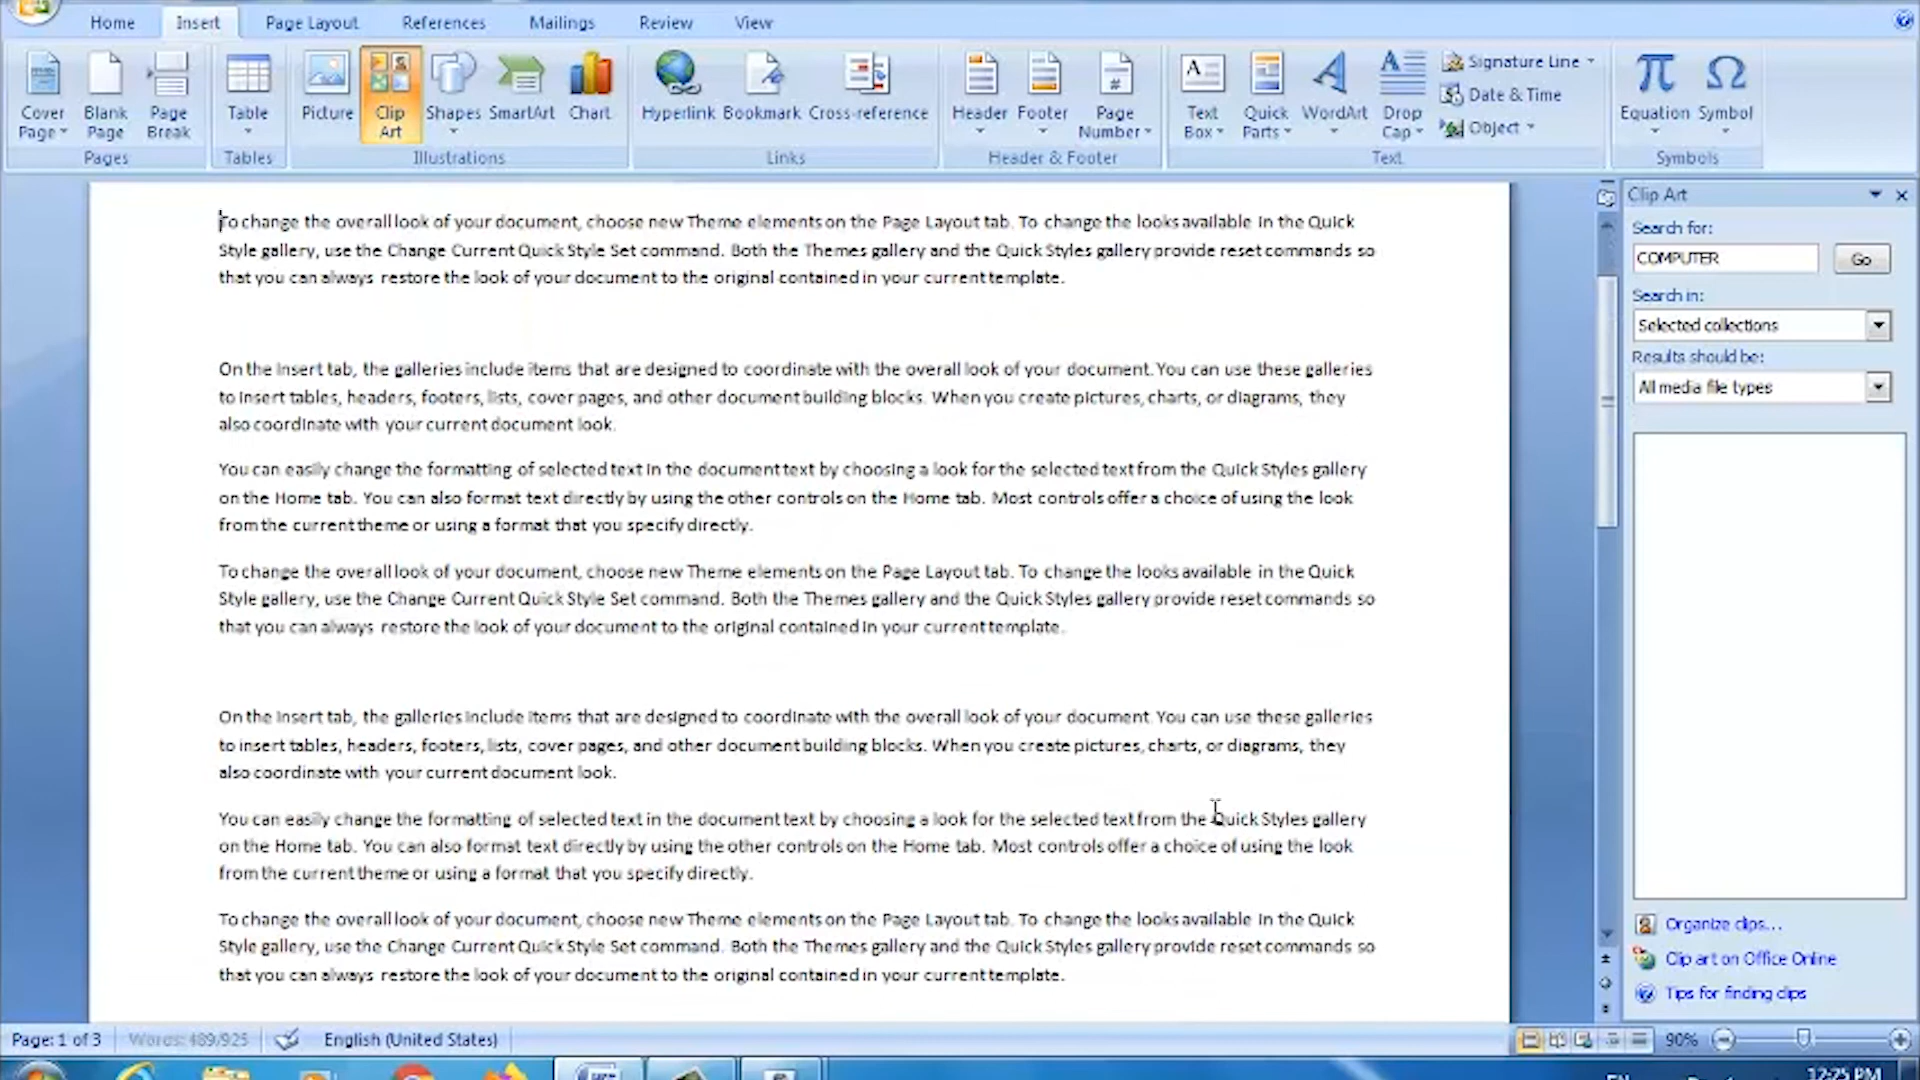 Home Insert Page Layout References Mailings Review View
Cover Page Blank Page Page Break Table Picture Clip Art Shapes SmartArt Chart Hyperlink Bookmark Cross-reference Header Footer Page Number Text Box Quick Parts WordArt Drop Cap Signature Line Date & Time Object Equation Symbol
Pages Tables Illustrations Links Header & Footer Text Symbols
To change the overall look of your document, choose new Theme elements on the Page Layout tab. To change the looks available in the Quick
Style gallery, use the Change Current Quick Style Set command. Both the Themes gallery and the Quick Styles gallery provide reset commands so
that you can always restore the look of your document to the original contained in your current template.
On the Insert tab, the galleries include items that are designed to coordinate with the overall look of your document. You can use these galleries
to insert tables, headers, footers, lists, cover pages, and other document building blocks. When you create pictures, charts, or diagrams, they
also coordinate with your current document look.
You can easily change the formatting of selected text in the document text by choosing a look for the selected text from the Quick Styles gallery
on the Home tab. You can also format text directly by using the other controls on the Home tab. Most controls offer a choice of using the look
from the current theme or using a format that you specify directly.
To change the overall look of your document, choose new Theme elements on the Page Layout tab. To change the looks available in the Quick
Style gallery, use the Change Current Quick Style Set command. Both the Themes gallery and the Quick Styles gallery provide reset commands so
that you can always restore the look of your document to the original contained in your current template.
On the Insert tab, the galleries include items that are designed to coordinate with the overall look of your document. You can use these galleries
to insert tables, headers, footers, lists, cover pages, and other document building blocks. When you create pictures, charts, or diagrams, they
also coordinate with your current document look.
You can easily change the formatting of selected text in the document text by choosing a look for the selected text from the Quick Styles gallery
on the Home tab. You can also format text directly by using the other controls on the Home tab. Most controls offer a choice of using the look
from the current theme or using a format that you specify directly.
To change the overall look of your document, choose new Theme elements on the Page Layout tab. To change the looks available in the Quick
Style gallery, use the Change Current Quick Style Set command. Both the Themes gallery and the Quick Styles gallery provide reset commands so
that you can always restore the look of your document to the original contained in your current template.
Clip Art
Search for:
COMPUTER Go
Search in:
Selected collections
Results should be:
All media file types
Organize clips...
Clip art on Office Online
Tips for finding clips
Page: 1 of 3 Words: 489/925 English (United States) 90%
12:25 PM